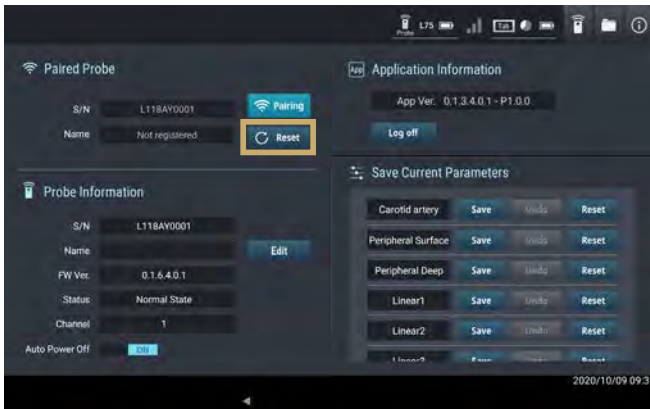 Probe L75 Tab
Paired Probe
S/N L118AY0001 Pairing
Name Not registered Reset
Probe Information
S/N L118AY0001
Name Edit
FW Ver. 0.1.6.4.0.1
Status Normal State
Channel 1
Auto Power Off ON
App Application Information
App Ver. 0.1.3.4.0.1 - P1.0.0
Log off
Save Current Parameters
Carotid artery Save Undo Reset
Peripheral Surface Save Undo Reset
Peripheral Deep Save Undo Reset
Linear1 Save Undo Reset
Linear2 Save Undo Reset
2020/10/09 09:3